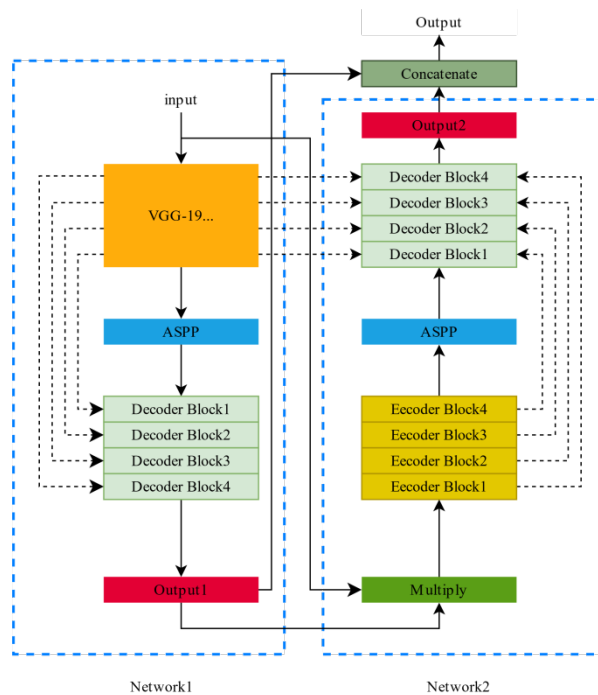 Output
Concatenate
input
Output2
VGG-19...
Decoder Block4
Decoder Block3
Decoder Block2
Decoder Block1
ASPP
ASPP
Decoder Block1
Decoder Block2
Decoder Block3
Decoder Block4
Eecoder Block4
Eecoder Block3
Eecoder Block2
Eecoder Block1
Output1
Multiply
Network1
Network2